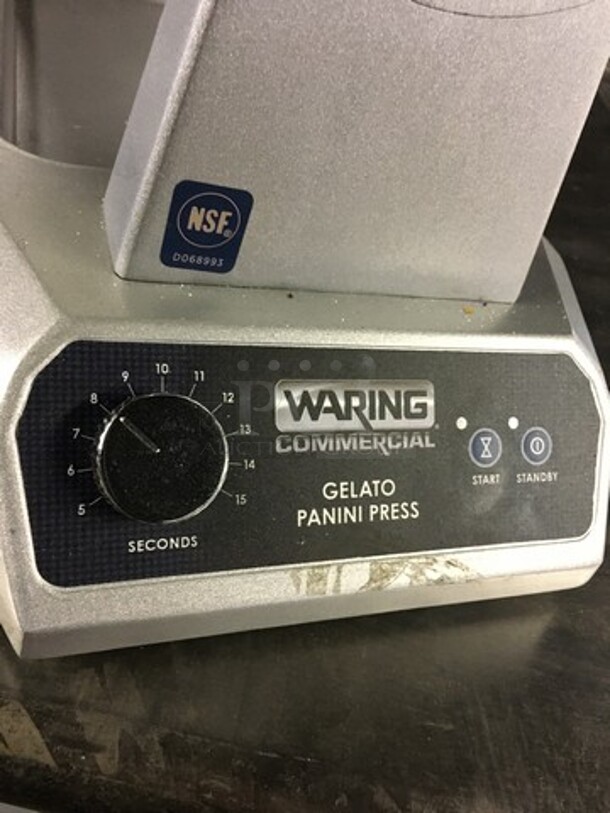 NSF®
D068993
5 6 7 8 9 10 11 12 13 14 15
SECONDS
WARING
COMMERCIAL®
GELATO
PANINI PRESS
START STANDBY